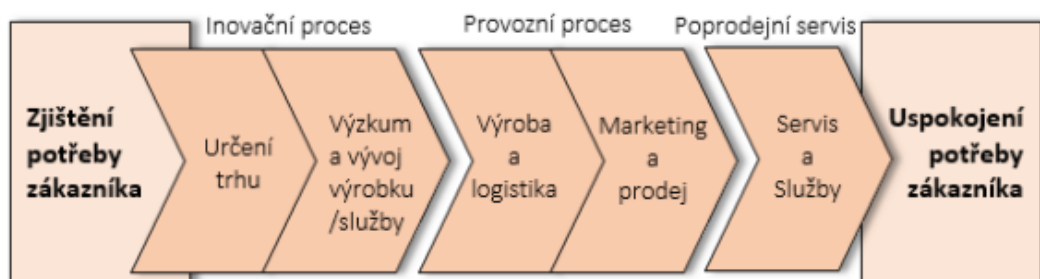 Inovační proces
Provozní proces
Poprodejní servis
Zjištění
potřeby
zákazníka
Určení
trhu
Výzkum
a vývoj
výrobku
/služby
Výroba
a
logistika
Marketing
a
prodej
Servis
a
Služby
Uspokojení
potřeby
zákazníka